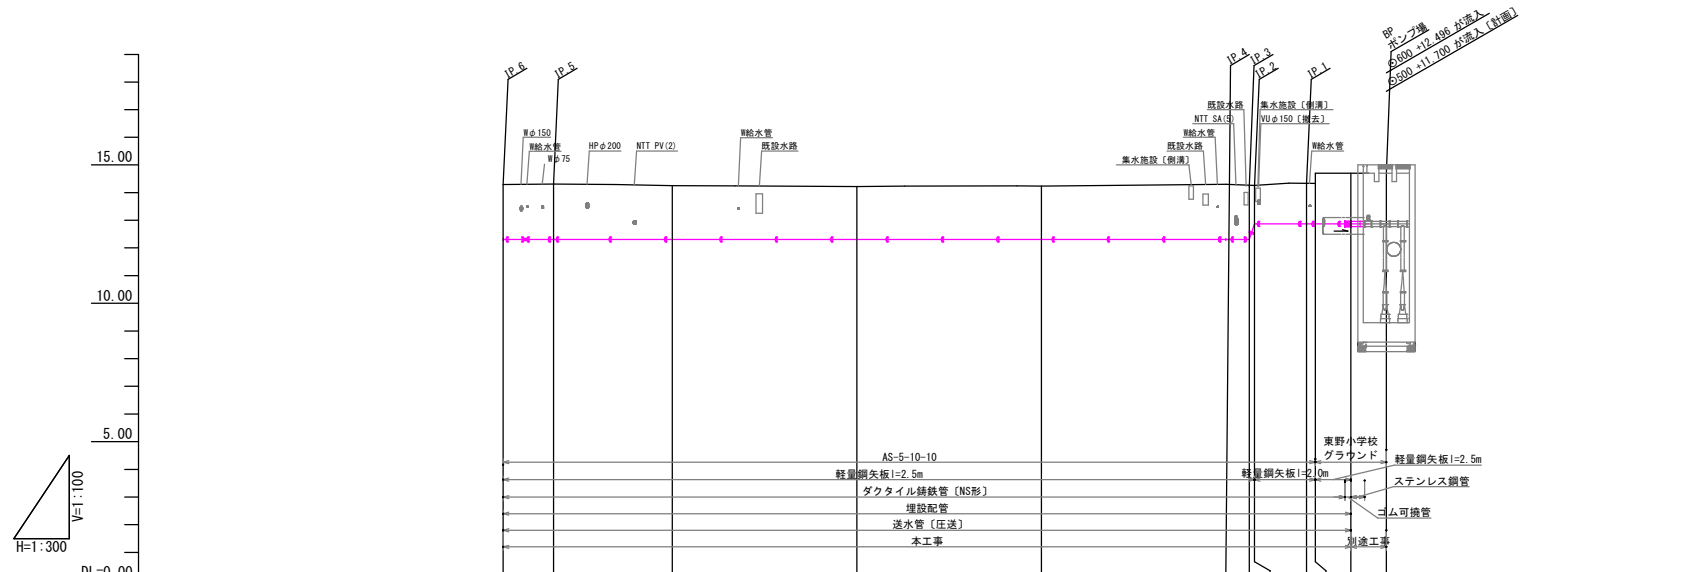 BP
ポンプ場
⊙600 +12.496 が流入
⊙500 +11.700 が流入〔計画〕
IP.6
IP.5
IP.4
IP.3
IP.2
IP.1
Wφ150
W給水管
Wφ75
HPφ200
NTT PV(2)
W給水管
既設水路
既設水路
集水施設〔側溝〕
NTT SA(5)
VUφ150〔撤去〕
W給水管
既設水路
集水施設〔側溝〕
W給水管
15.00
10.00
5.00
DL=0.00
V=1:100
H=1:300
東野小学校
グラウンド
AS-5-10-10
軽量鋼矢板l=2.5m
軽量鋼矢板l=2.0m
軽量鋼矢板l=2.5m
ダクタイル鋳鉄管〔NS形〕
ステンレス鋼管
埋設配管
ゴム可撓管
送水管〔圧送〕
本工事
別途工事